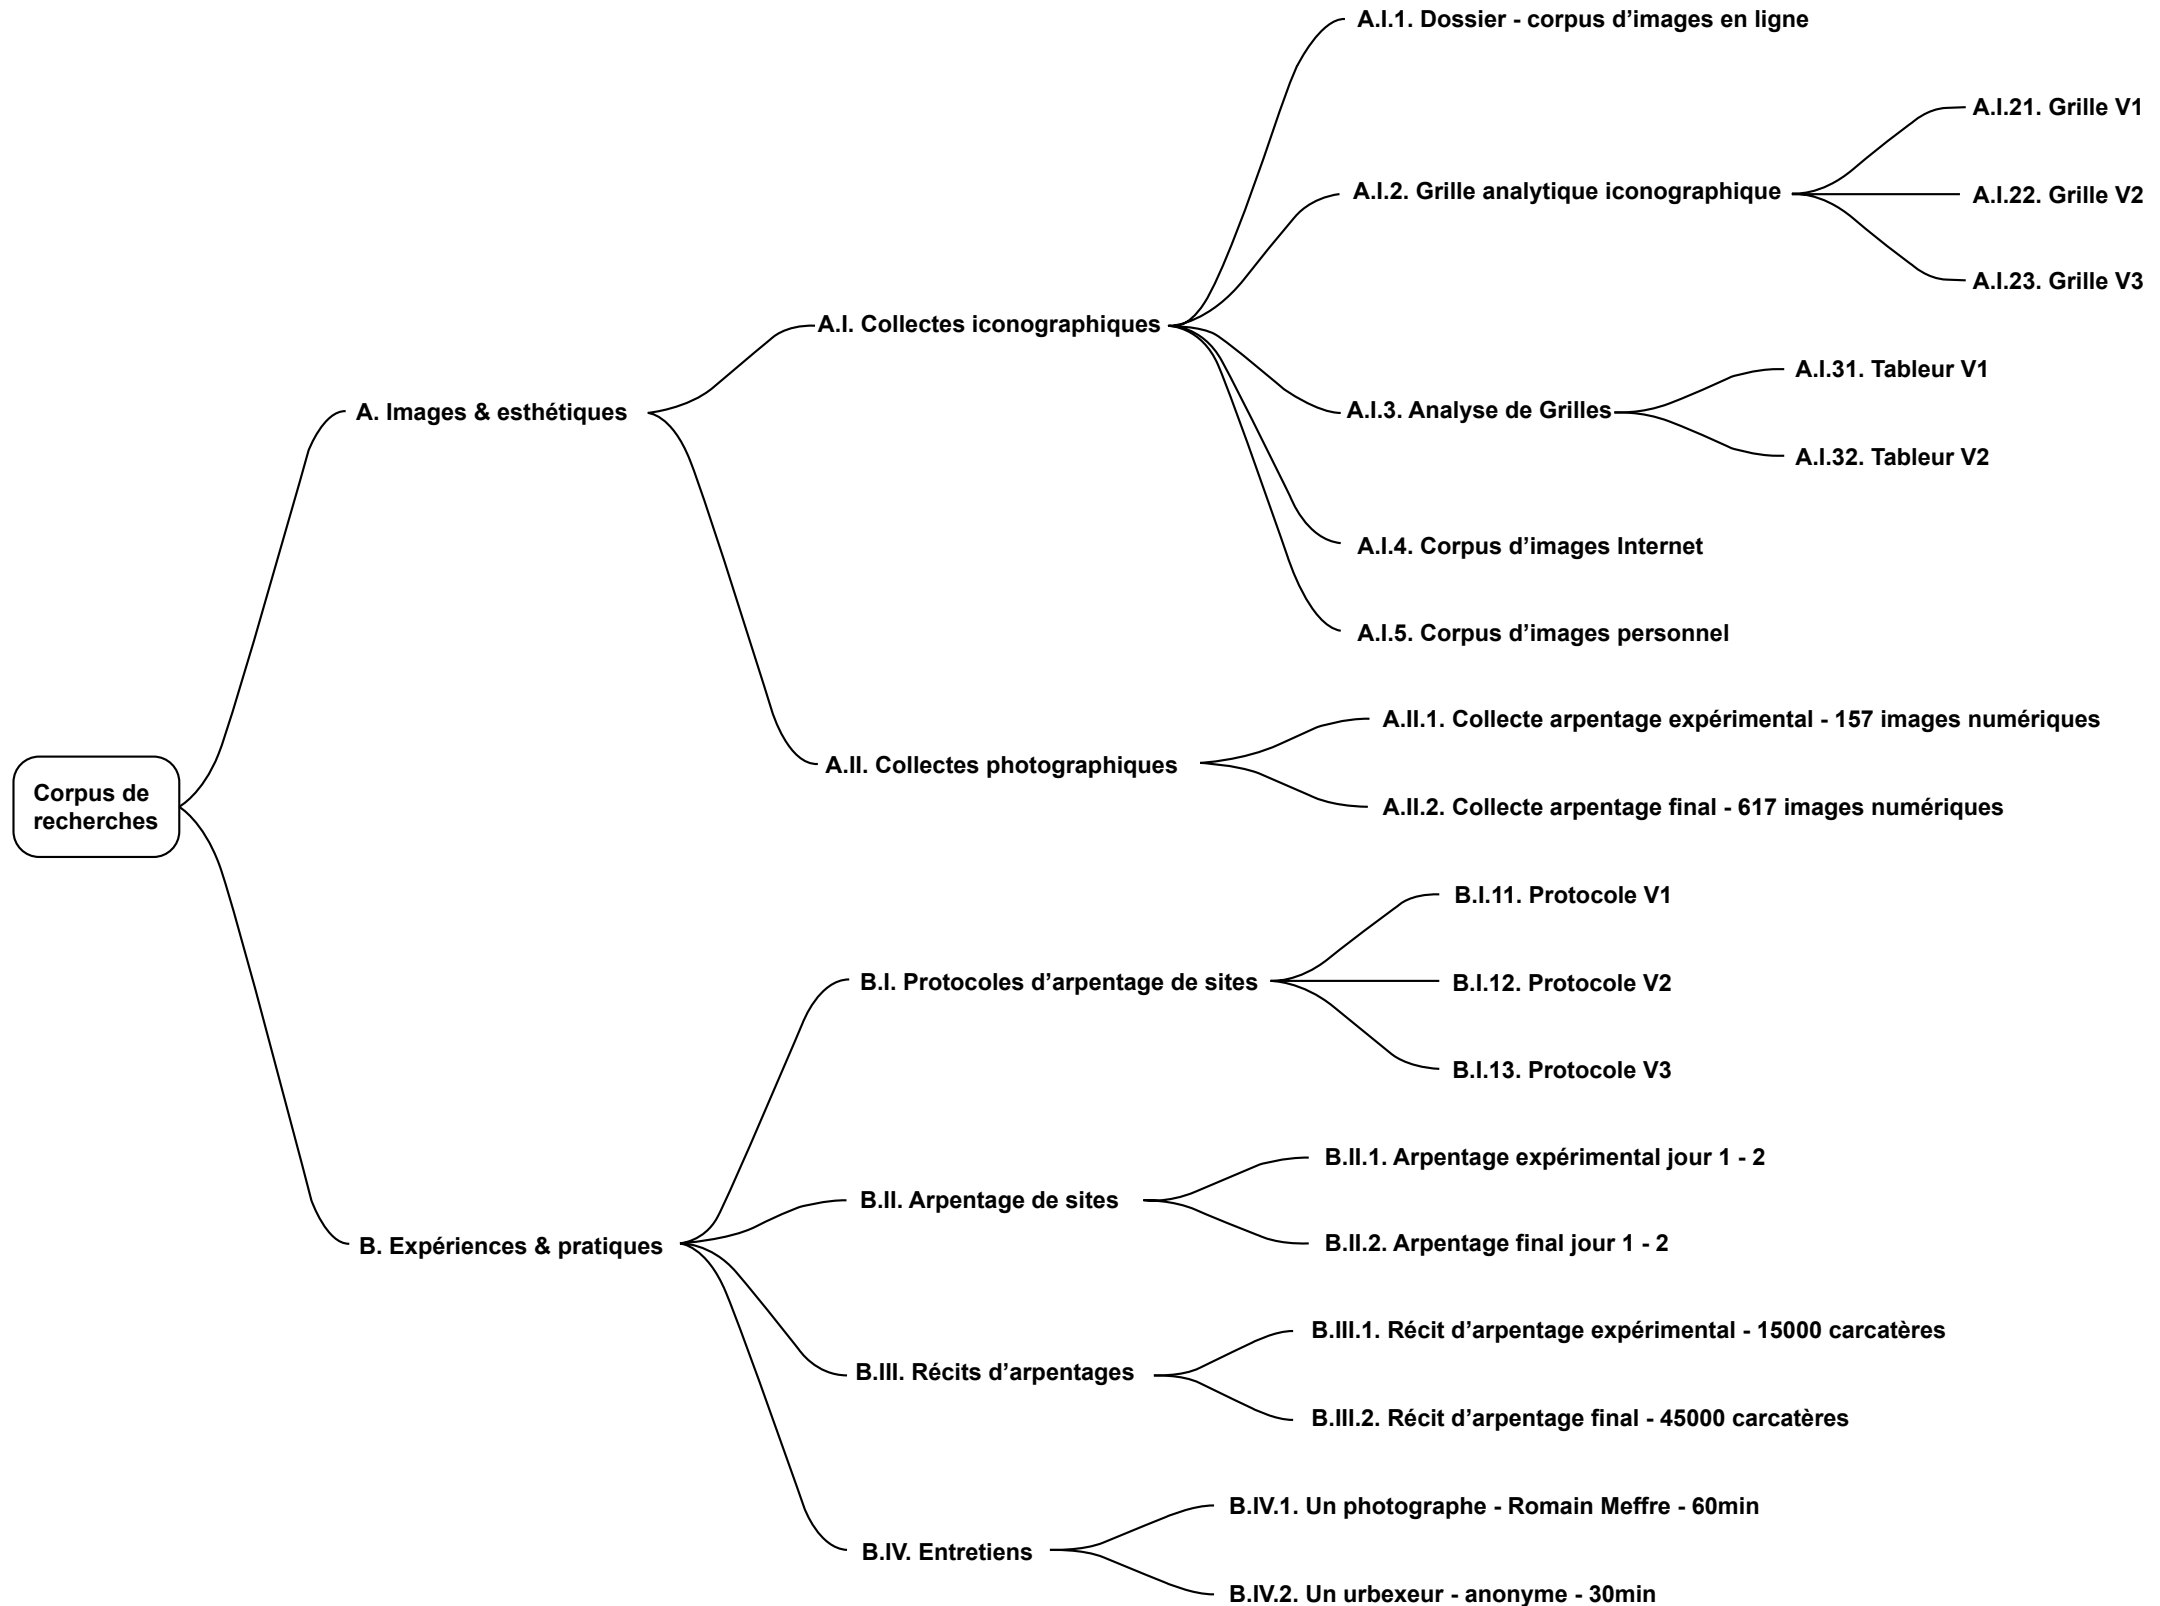 Corpus de
recherches
A. Images & esthétiques
A.I. Collectes iconographiques
A.I.1. Dossier - corpus d’images en ligne
A.I.2. Grille analytique iconographique
A.I.21. Grille V1
A.I.22. Grille V2
A.I.23. Grille V3
A.I.3. Analyse de Grilles
A.I.31. Tableur V1
A.I.32. Tableur V2
A.I.4. Corpus d’images Internet
A.I.5. Corpus d’images personnel
A.II. Collectes photographiques
A.II.1. Collecte arpentage expérimental - 157 images numériques
A.II.2. Collecte arpentage final - 617 images numériques
B. Expériences & pratiques
B.I. Protocoles d’arpentage de sites
B.I.11. Protocole V1
B.I.12. Protocole V2
B.I.13. Protocole V3
B.II. Arpentage de sites
B.II.1. Arpentage expérimental jour 1 - 2
B.II.2. Arpentage final jour 1 - 2
B.III. Récits d’arpentages
B.III.1. Récit d’arpentage expérimental - 15000 carcatères
B.III.2. Récit d’arpentage final - 45000 carcatères
B.IV. Entretiens
B.IV.1. Un photographe - Romain Meffre - 60min
B.IV.2. Un urbexeur - anonyme - 30min